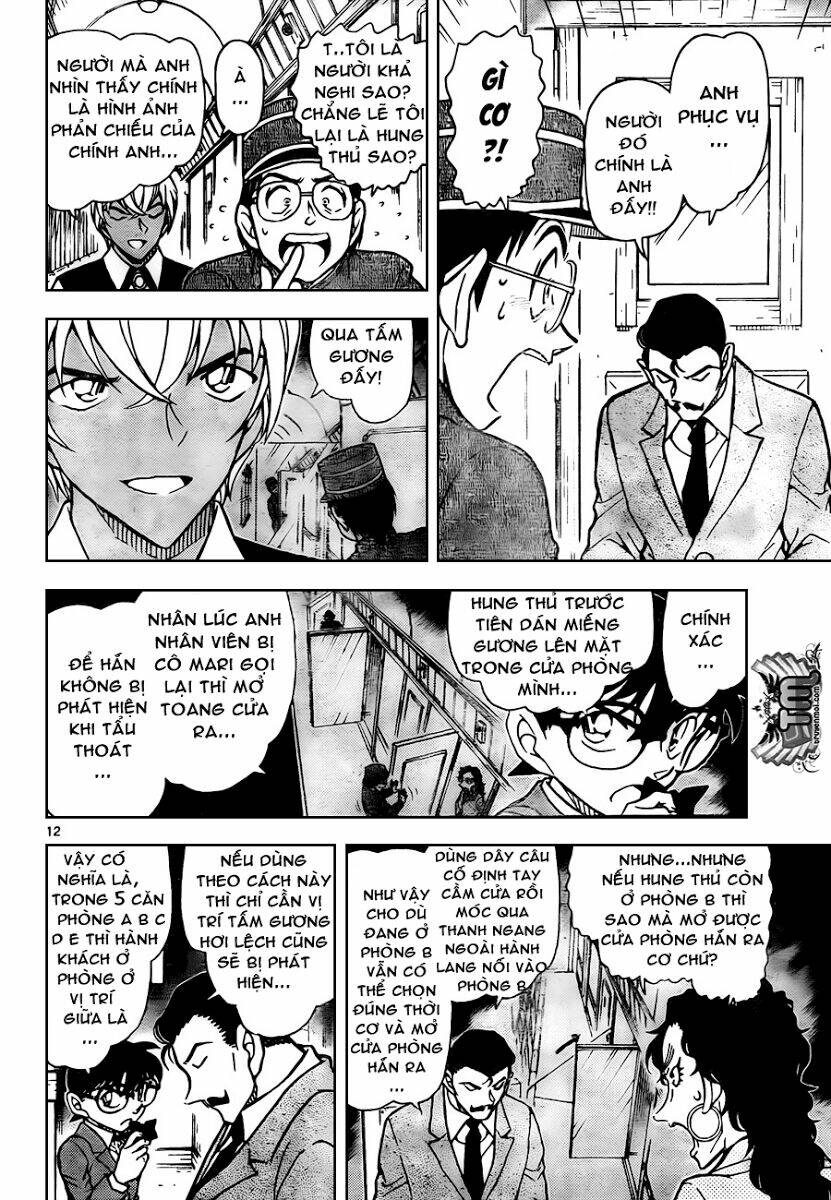 ANH
PHỤC VỤ
...
NGƯỜI
ĐÓ
CHÍNH LÀ
ANH
ĐẤY!!
GÌ
CƠ
?!
T..TÔI LÀ
NGƯỜI KHẢ
NGHI SAO?
CHẲNG LẼ TÔI
LẠI LÀ HUNG
THỦ SAO?
À
...
NGƯỜI MÀ ANH
NHÌN THẤY CHÍNH
LÀ HÌNH ẢNH
PHẢN CHIẾU CỦA
CHÍNH ANH...
QUA TẤM
GƯƠNG
ĐẤY!
CHÍNH
XÁC
...
HUNG THỦ TRƯỚC
TIÊN DÁN MIẾNG
GƯƠNG LÊN MẶT
TRONG CỬA PHÒNG
MÌNH...
NHÂN LÚC ANH
NHÂN VIÊN BỊ
CÔ MARI GỌI
LẠI THÌ MỞ
TOANG CỬA
RA...
ĐỂ HẮN
KHÔNG BỊ
PHÁT HIỆN
KHI TẨU
THOÁT
...
TM
truyenmoi.com
12
NHƯNG...NHƯNG
NẾU HUNG THỦ CÒN
Ở PHÒNG B THÌ
SAO MÀ MỞ ĐƯỢC
CỬA PHÒNG HẮN RA
CƠ CHỨ?
DÙNG DÂY CÂU
CỐ ĐỊNH TAY
CẦM CỬA RỒI
MÓC QUA
THANH NGANG
NGOÀI HÀNH
LANG NỐI VÀO
PHÒNG B
NHƯ VẬY
CHO DÙ
ĐANG Ở
PHÒNG B
VẪN CÓ
THỂ CHỌN
ĐÚNG THỜI
CƠ VÀ MỞ
CỬA PHÒNG
HẮN RA
...
NẾU DÙNG
THEO CÁCH NÀY
THÌ CHỈ CẦN VỊ
TRÍ TẤM GƯƠNG
HƠI LỆCH CŨNG
SẼ BỊ PHÁT
HIỆN...
VẬY CÓ
NGHĨA LÀ,
TRONG 5 CĂN
PHÒNG A B C
D E THÌ HÀNH
KHÁCH Ở
PHÒNG Ở
VỊ TRÍ
GIỮA LÀ
...